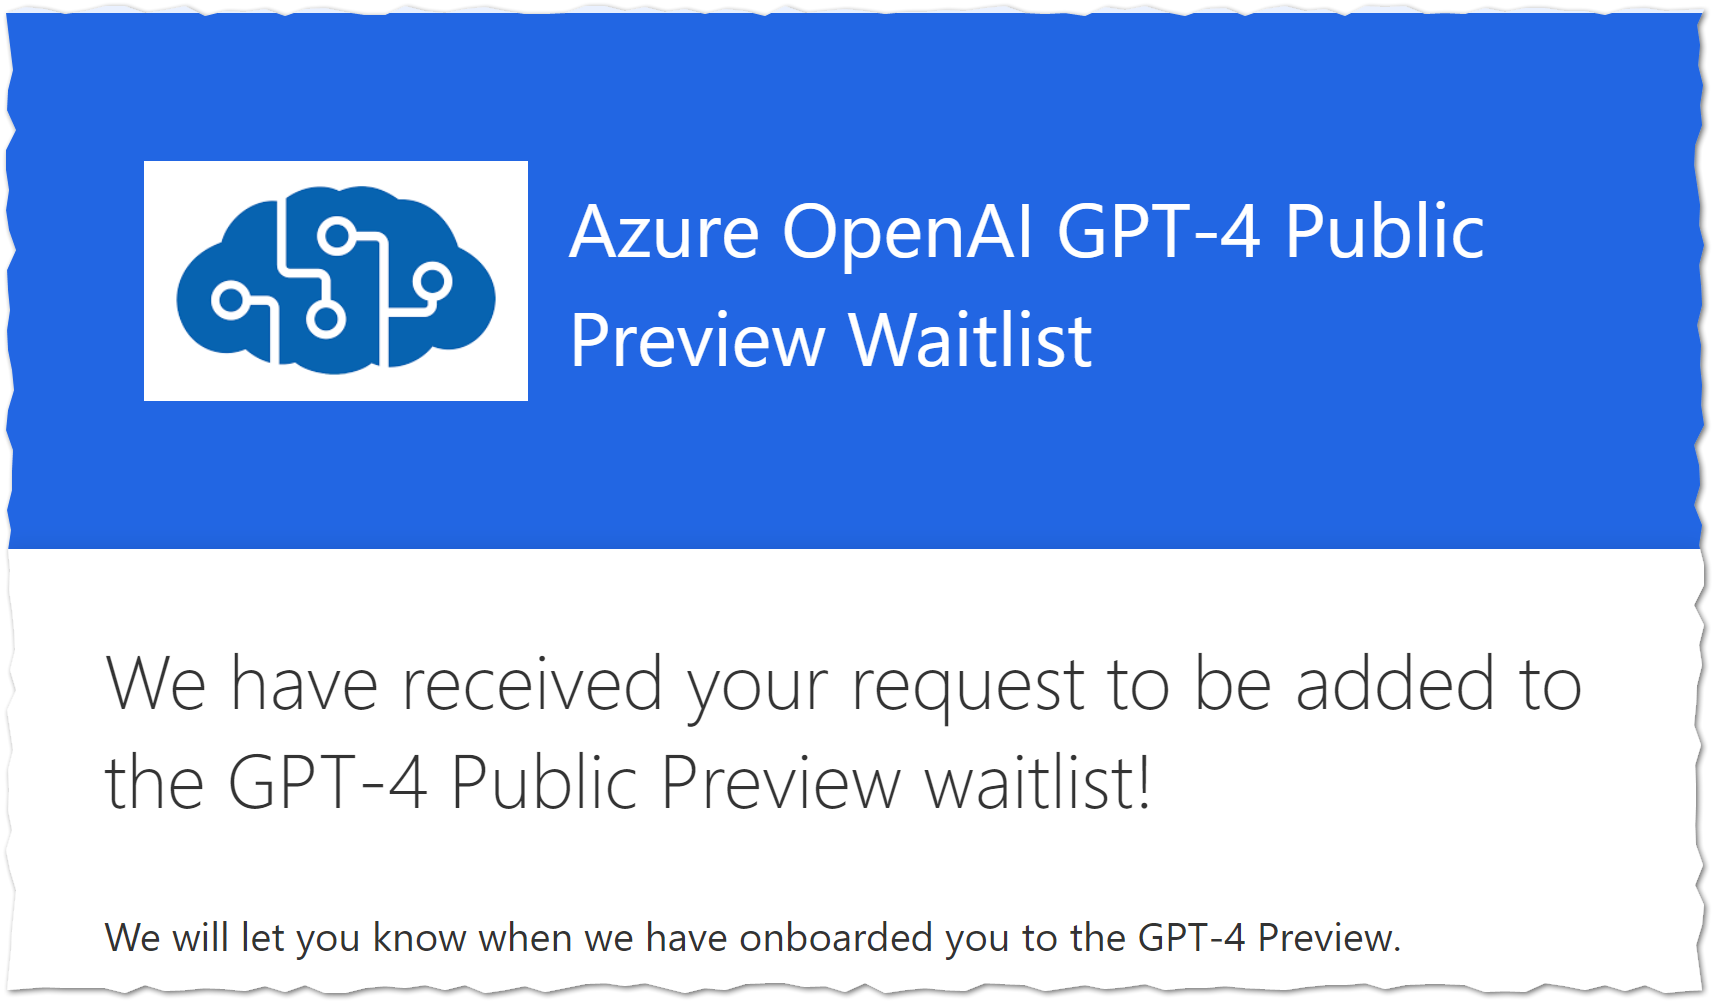 Azure OpenAI GPT-4 Public
Preview Waitlist
We have received your request to be added to
the GPT-4 Public Preview waitlist!
We will let you know when we have onboarded you to the GPT-4 Preview.